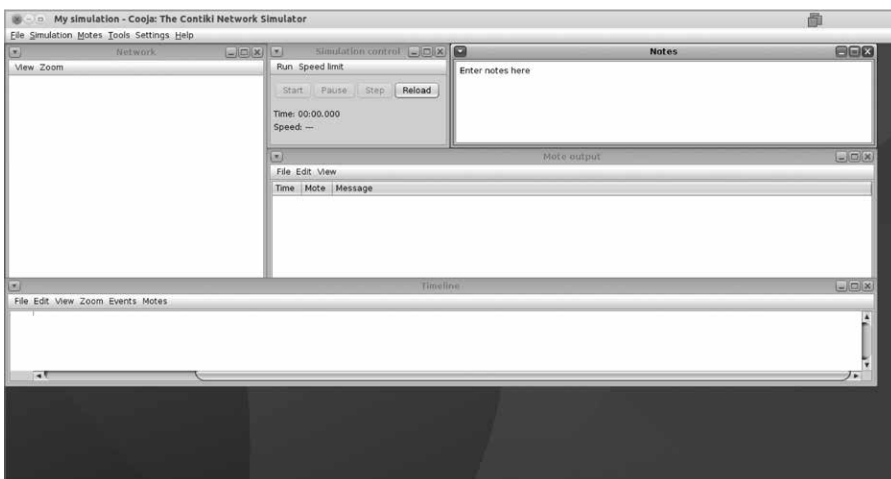 My simulation - Cooja: The Contiki Network Simulator
File Simulation Motes Tools Settings Help
Network
View Zoom
Simulation control
Run Speed limit
Start Pause Step Reload
Time: 00:00.000
Speed: ---
Notes
Enter notes here
Mote output
File Edit View
Time Mote Message
Timeline
File Edit View Zoom Events Motes